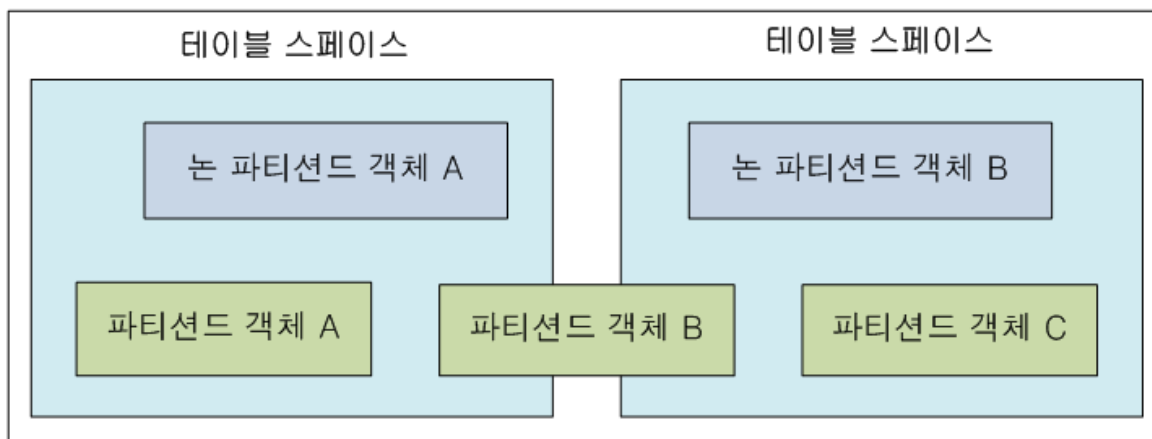 테이블 스페이스
테이블 스페이스
논 파티션드 객체 A
논 파티션드 객체 B
파티션드 객체 A
파티션드 객체 B
파티션드 객체 C